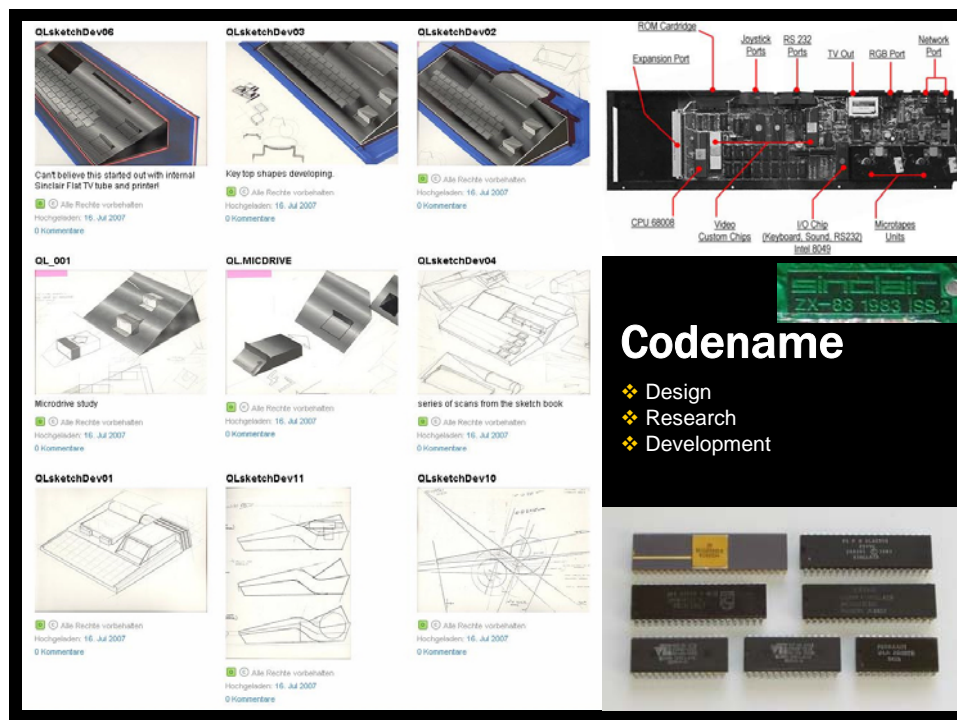 QLsketchDev06
Can't believe this started out with internal
Sinclair Flat TV tube and printer!
Alle Rechte vorbehalten
Hochgeladen: 16. Jul 2007
0 Kommentare
QLsketchDev03
Key top shapes developing.
Alle Rechte vorbehalten
Hochgeladen: 16. Jul 2007
0 Kommentare
QLsketchDev02
Alle Rechte vorbehalten
Hochgeladen: 16. Jul 2007
0 Kommentare
QL_001
Microdrive study
Alle Rechte vorbehalten
Hochgeladen: 16. Jul 2007
0 Kommentare
QL.MICDRIVE
Alle Rechte vorbehalten
Hochgeladen: 16. Jul 2007
0 Kommentare
QLsketchDev04
series of scans from the sketch book
Alle Rechte vorbehalten
Hochgeladen: 16. Jul 2007
0 Kommentare
QLsketchDev01
Alle Rechte vorbehalten
Hochgeladen: 16. Jul 2007
0 Kommentare
QLsketchDev11
Alle Rechte vorbehalten
Hochgeladen: 16. Jul 2007
0 Kommentare
QLsketchDev10
Alle Rechte vorbehalten
Hochgeladen: 16. Jul 2007
0 Kommentare
ROM Cardridge
Expansion Port
Joystick
Ports
RS 232
Ports
TV Out
RGB Port
Network
Port
CPU 68008
Video
Custom Chips
I/O Chip
(Keyboard, Sound, RS232)
Intel 8049
Microtapes
Units
sinclair
ZX-83 1983 ISS.2
Codename
Design
Research
Development